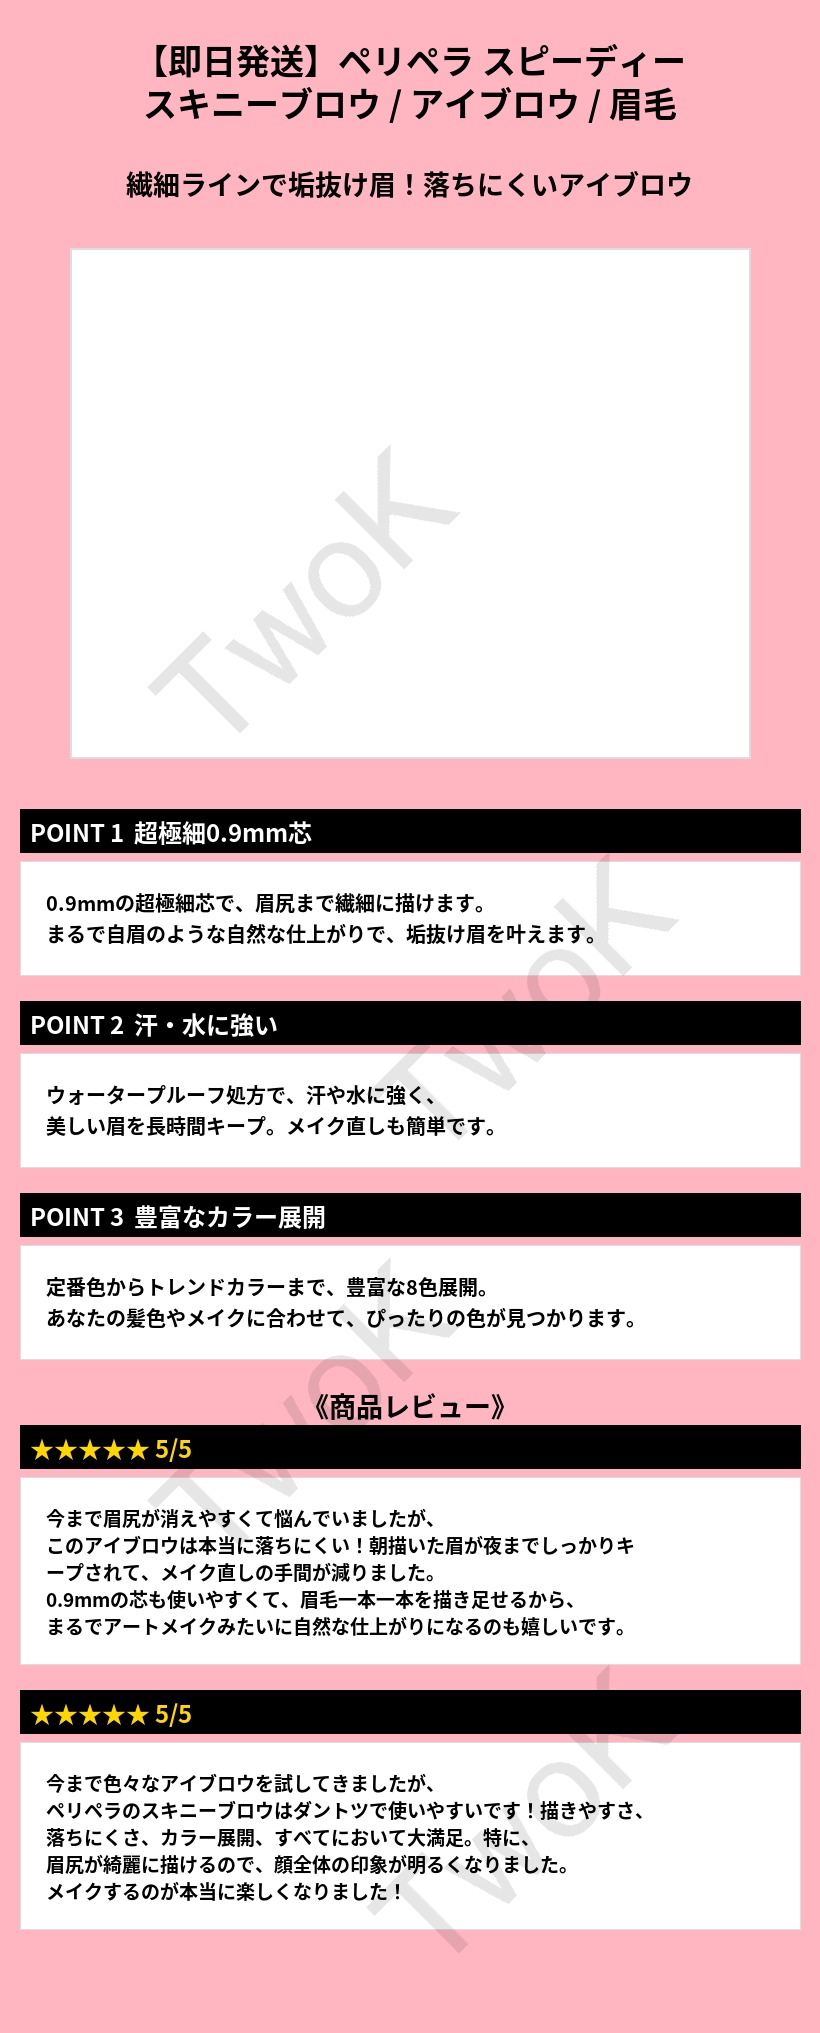 【即日発送】ペリペラ スピーディー
スキニーブロウ / アイブロウ / 眉毛
繊細ラインで垢抜け眉！落ちにくいアイブロウ
TwoK
POINT 1 超極細0.9mm芯
0.9mmの超極細芯で、眉尻まで繊細に描けます。
まるで自眉のような自然な仕上がりで、垢抜け眉を叶えます。
TwoK
POINT 2 汗・水に強い
ウォータープルーフ処方で、汗や水に強く、
美しい眉を長時間キープ。メイク直しも簡単です。
POINT 3 豊富なカラー展開
定番色からトレンドカラーまで、豊富な8色展開。
あなたの髪色やメイクに合わせて、ぴったりの色が見つかります。
TwoK
《商品レビュー》
★★★★★ 5/5
今まで眉尻が消えやすくて悩んでいましたが、
このアイブロウは本当に落ちにくい！朝描いた眉が夜までしっかりキ
ープされて、メイク直しの手間が減りました。
0.9mmの芯も使いやすくて、眉毛一本一本を描き足せるから、
まるでアートメイクみたいに自然な仕上がりになるのも嬉しいです。
★★★★★ 5/5
今まで色々なアイブロウを試してきましたが、
ペリペラのスキニーブロウはダントツで使いやすいです！描きやすさ、
落ちにくさ、カラー展開、すべてにおいて大満足。特に、
眉尻が綺麗に描けるので、顔全体の印象が明るくなりました。
メイクするのが本当に楽しくなりました！
TwoK